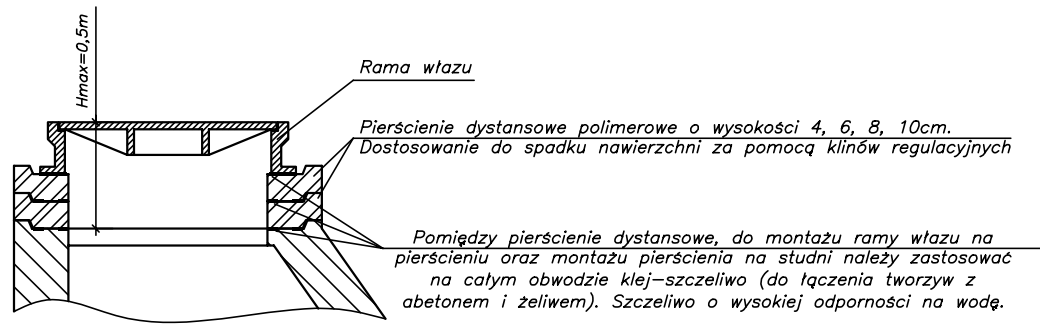 Hmax=0,5m
Rama włazu
Pierścienie dystansowe polimerowe o wysokości 4, 6, 8, 10cm.
Dostosowanie do spadku nawierzchni za pomocą klinów regulacyjnych
Pomiędzy pierścienie dystansowe, do montażu ramy włazu na
pierścieniu oraz montażu pierścienia na studni należy zastosować
na całym obwodzie klej-szczeliwo (do łączenia tworzyw z
abetonem i żeliwem). Szczeliwo o wysokiej odporności na wodę.